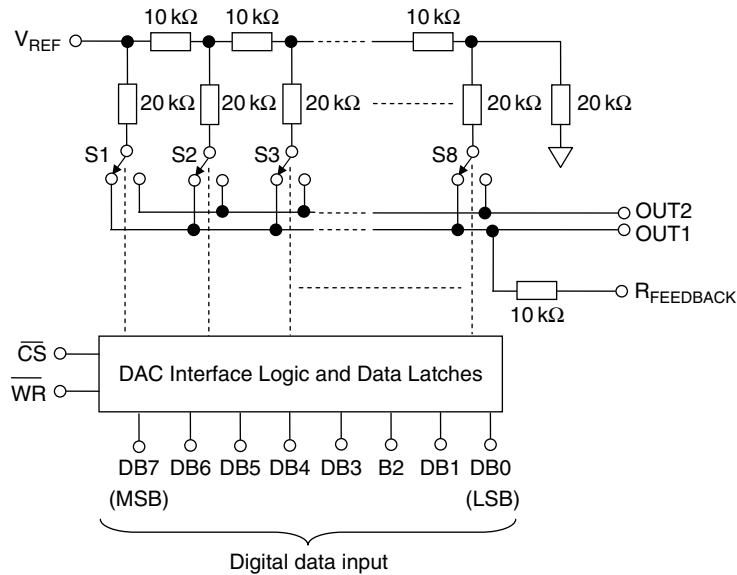 10 kΩ 10 kΩ 10 kΩ
V_REF
20 kΩ 20 kΩ 20 kΩ 20 kΩ 20 kΩ
S1 S2 S3 S8
OUT2
OUT1
R_FEEDBACK
10 kΩ
C̅S̅
W̅R̅
DAC Interface Logic and Data Latches
DB7 DB6 DB5 DB4 DB3 B2 DB1 DB0
(MSB) (LSB)
Digital data input